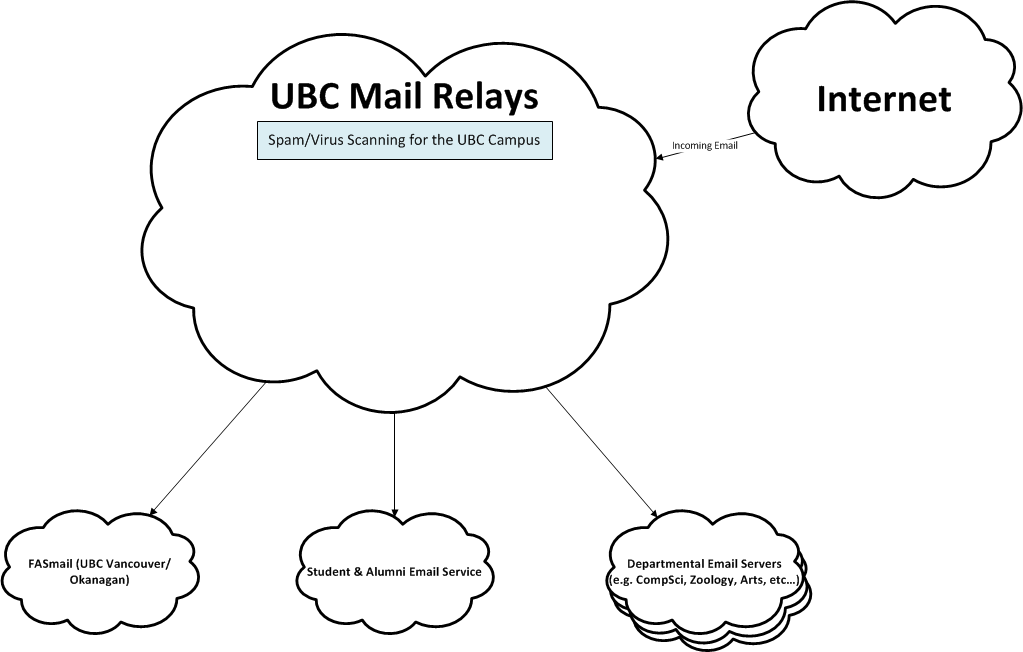 UBC Mail Relays
Spam/Virus Scanning for the UBC Campus
Internet
Incoming Email
FASmail (UBC Vancouver/
Okanagan)
Student & Alumni Email Service
Departmental Email Servers
(e.g. CompSci, Zoology, Arts, etc...)